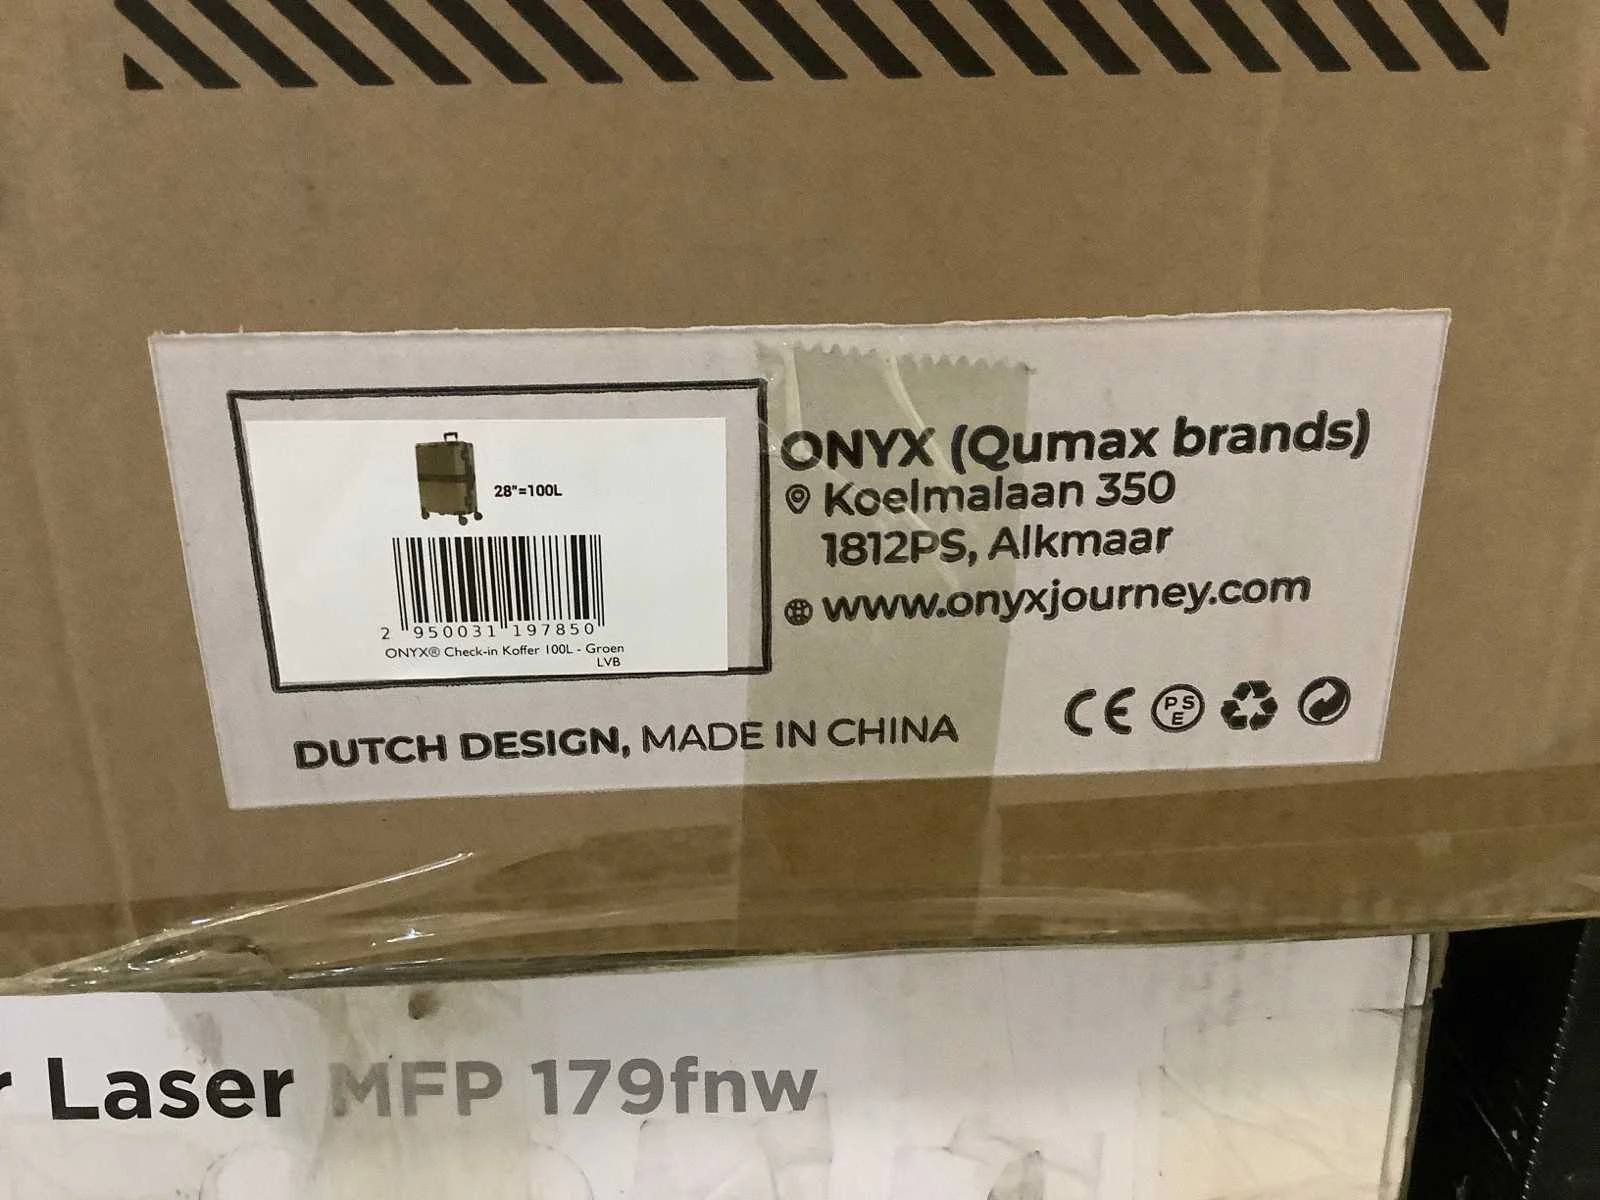 28"=100L
2 950031 197850
ONYX® Check-in Koffer 100L - Groen
LVB
ONYX (Qumax brands)
Koelmalaan 350
1812PS, Alkmaar
www.onyxjourney.com
DUTCH DESIGN, MADE IN CHINA
CE PSE
r Laser MFP 179fnw